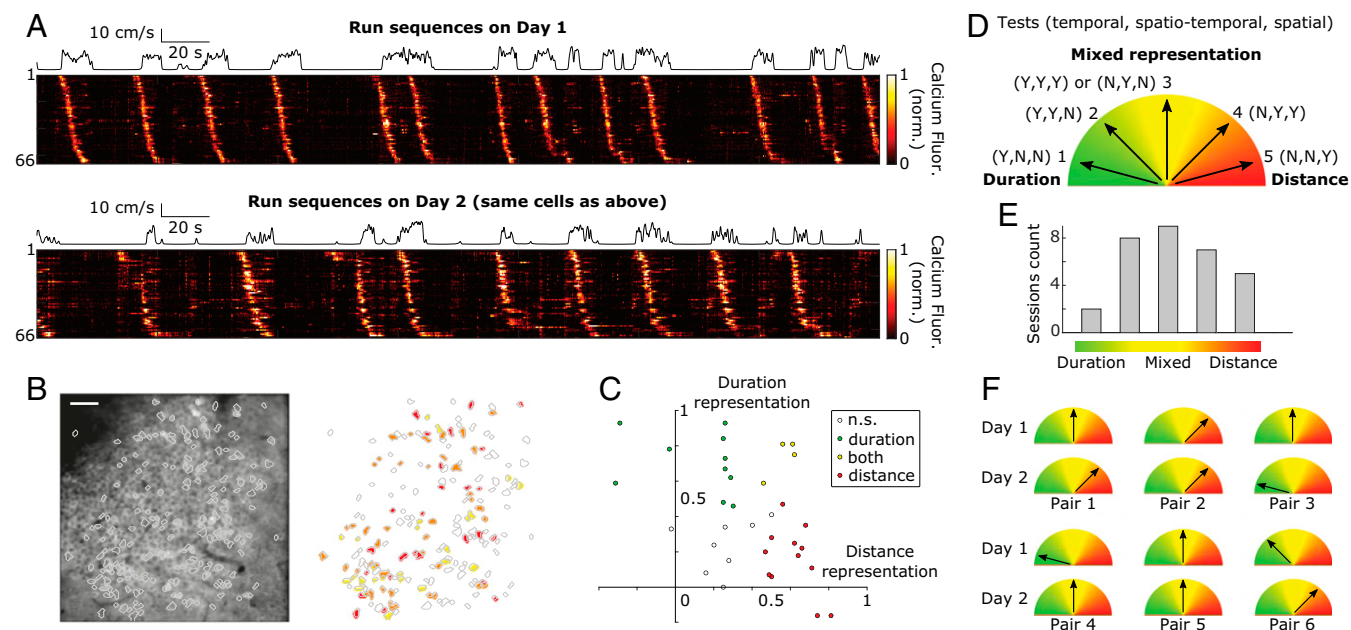 A
10 cm/s
20 s
Run sequences on Day 1
1
66
1
0
Calcium Fluor.
(norm.)
10 cm/s
20 s
Run sequences on Day 2 (same cells as above)
1
66
1
0
Calcium Fluor.
(norm.)
B
C
Duration
representation
1
0.5
0
0.5
1
n.s.
duration
both
distance
Distance
representation
D
Tests (temporal, spatio-temporal, spatial)
Mixed representation
(Y,Y,Y) or (N,Y,N) 3
(Y,Y,N) 2
4 (N,Y,Y)
(Y,N,N) 1
5 (N,N,Y)
Duration
Distance
E
Sessions count
8
4
0
Duration
Mixed
Distance
F
Day 1
Day 2
Pair 1
Pair 2
Pair 3
Day 1
Day 2
Pair 4
Pair 5
Pair 6